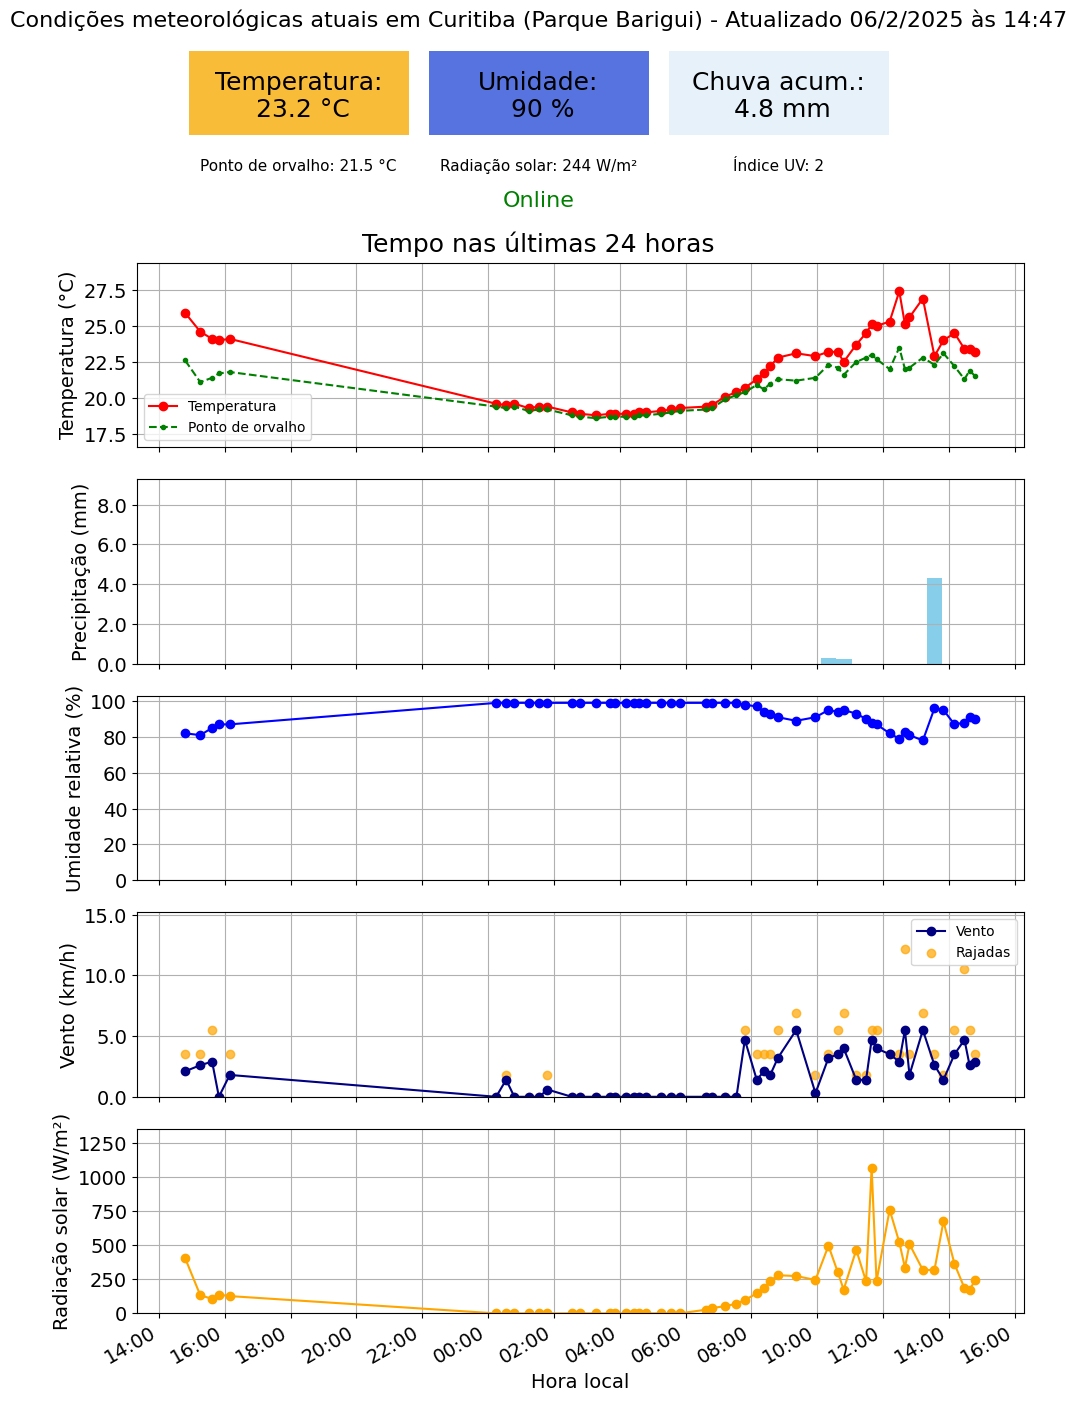 Condições meteorológicas atuais em Curitiba (Parque Barigui) - Atualizado 06/2/2025 às 14:47
Temperatura:
23.2 °C
Umidade:
90 %
Chuva acum.:
4.8 mm
Ponto de orvalho: 21.5 °C
Radiação solar: 244 W/m²
Índice UV: 2
Online
Tempo nas últimas 24 horas
Temperatura (°C)
27.5
25.0
22.5
20.0
17.5
Temperatura
Ponto de orvalho
Precipitação (mm)
8.0
6.0
4.0
2.0
0.0
Umidade relativa (%)
100
80
60
40
20
0
Vento (km/h)
15.0
10.0
5.0
0.0
Vento
Rajadas
Radiação solar (W/m²)
1250
1000
750
500
250
0
14:00
16:00
18:00
20:00
22:00
00:00
02:00
04:00
06:00
08:00
10:00
12:00
14:00
16:00
Hora local